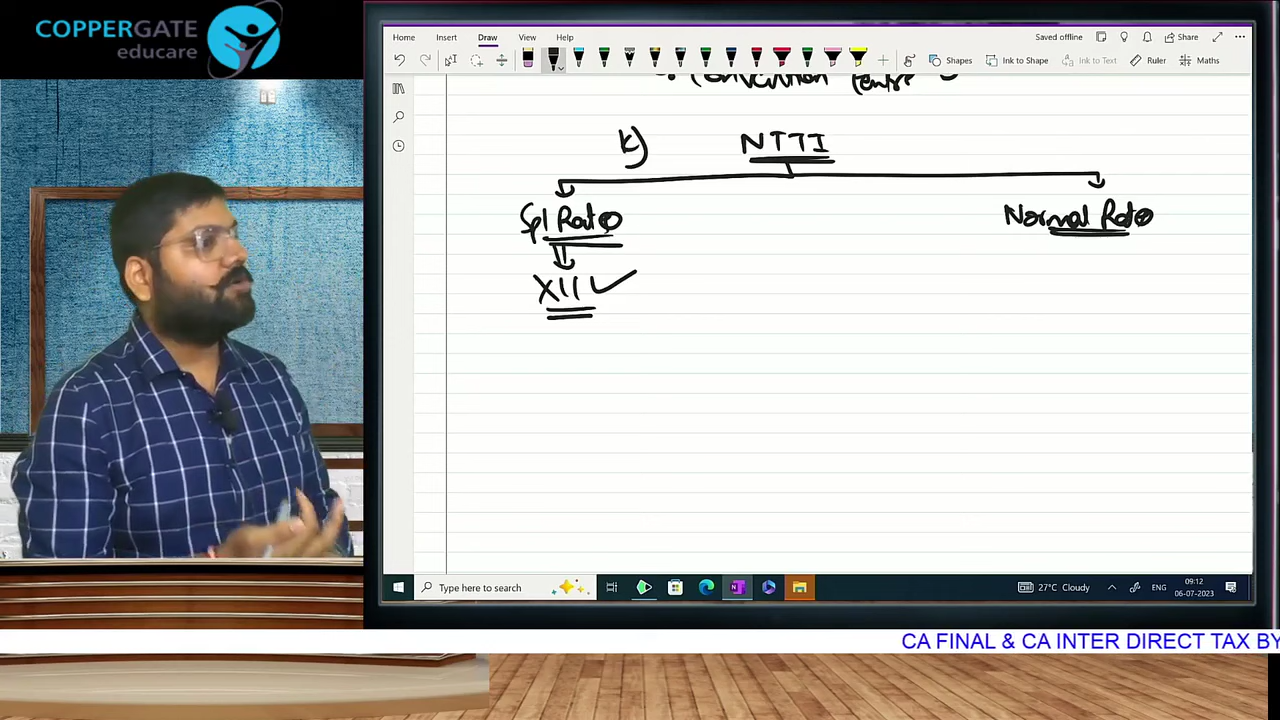 COPPERGATE
educare
Home Insert Draw View Help
Saved offline Share
Shapes Ink to Shape Ink to Text Ruler Maths
• Convention Centre
K) NTTI
Spl Rate Normal Rate
XII
Type here to search
27°C Cloudy ENG 09:12
06-07-2023
CA FINAL & CA INTER DIRECT TAX BY